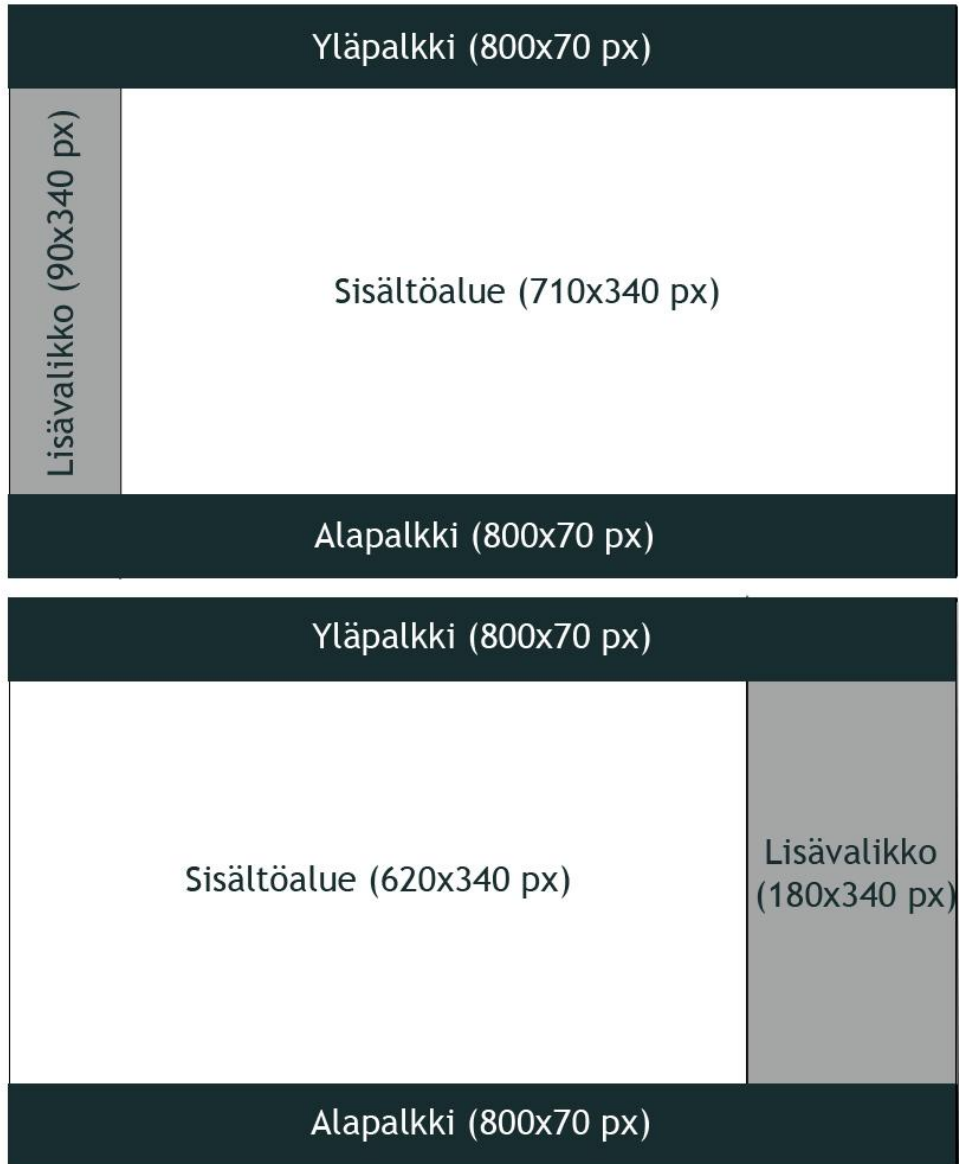 Yläpalkki (800x70 px)
Lisävalikko (90x340 px)
Sisältöalue (710x340 px)
Alapalkki (800x70 px)
Yläpalkki (800x70 px)
Sisältöalue (620x340 px)
Lisävalikko
(180x340 px)
Alapalkki (800x70 px)